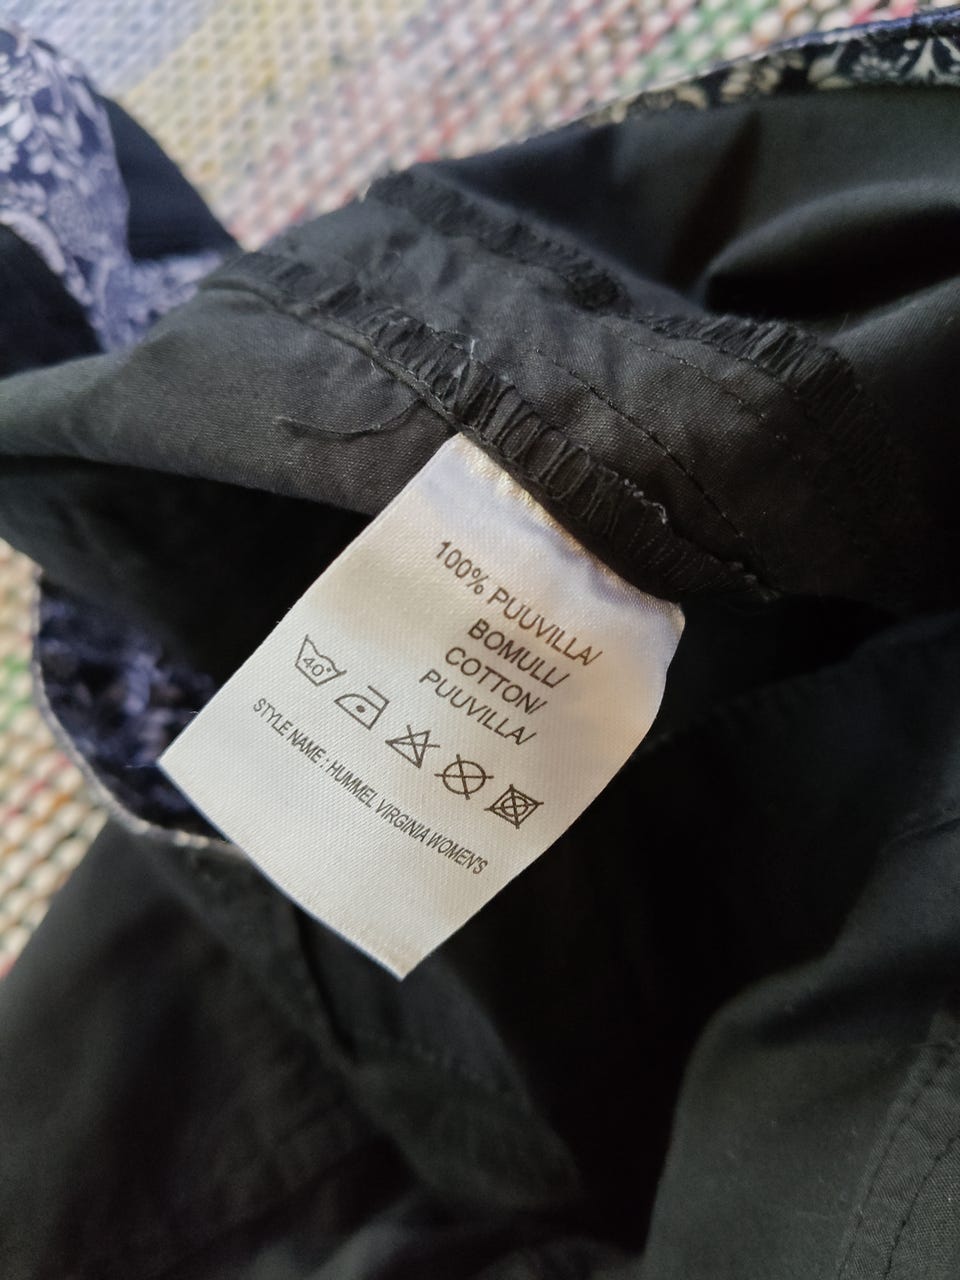 100% PUUVILLA/
BOMULL/
COTTON/
PUUVILLA/
40°
STYLE NAME : HUMMEL VIRGINIA WOMEN'S